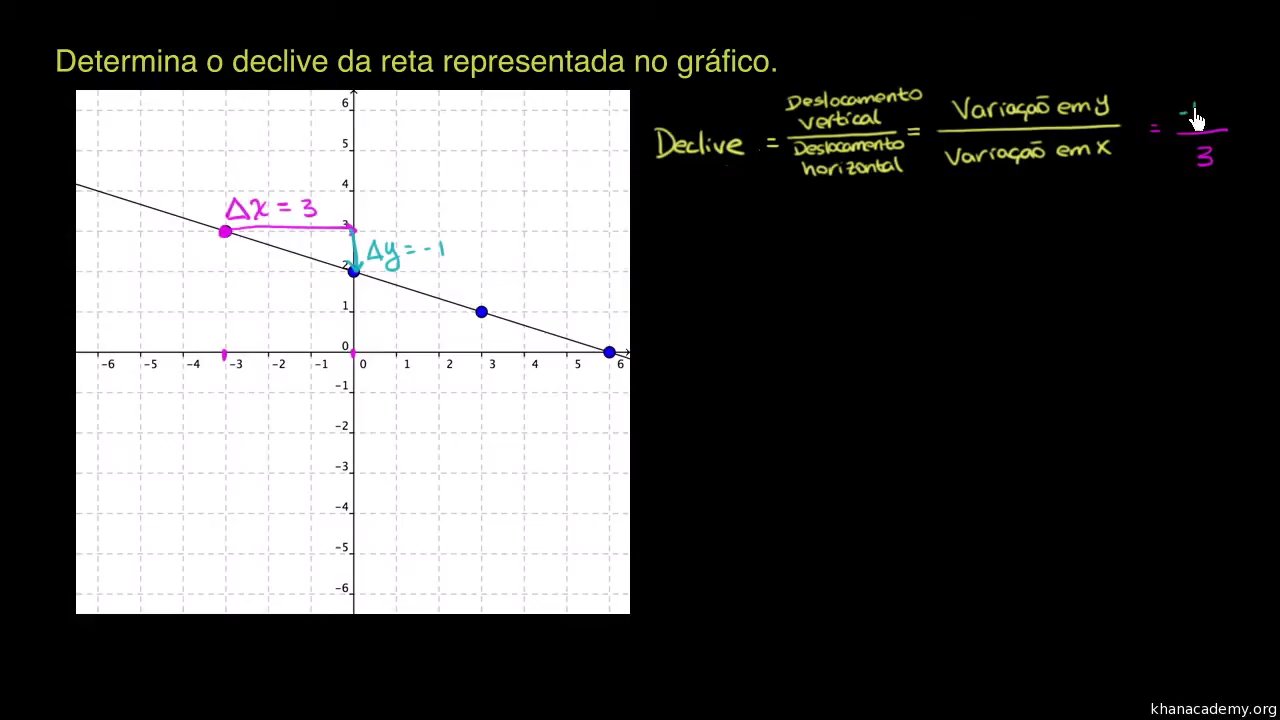 Determina o declive da reta representada no gráfico.
Declive = Deslocamento vertical / Deslocamento horizontal = Variação em y / Variação em x = -1 / 3
Δx = 3
Δy = -1
6
5
4
3
2
1
0
-1
-2
-3
-4
-5
-6
-6 -5 -4 -3 -2 -1 0 1 2 3 4 5 6
khanacademy.org